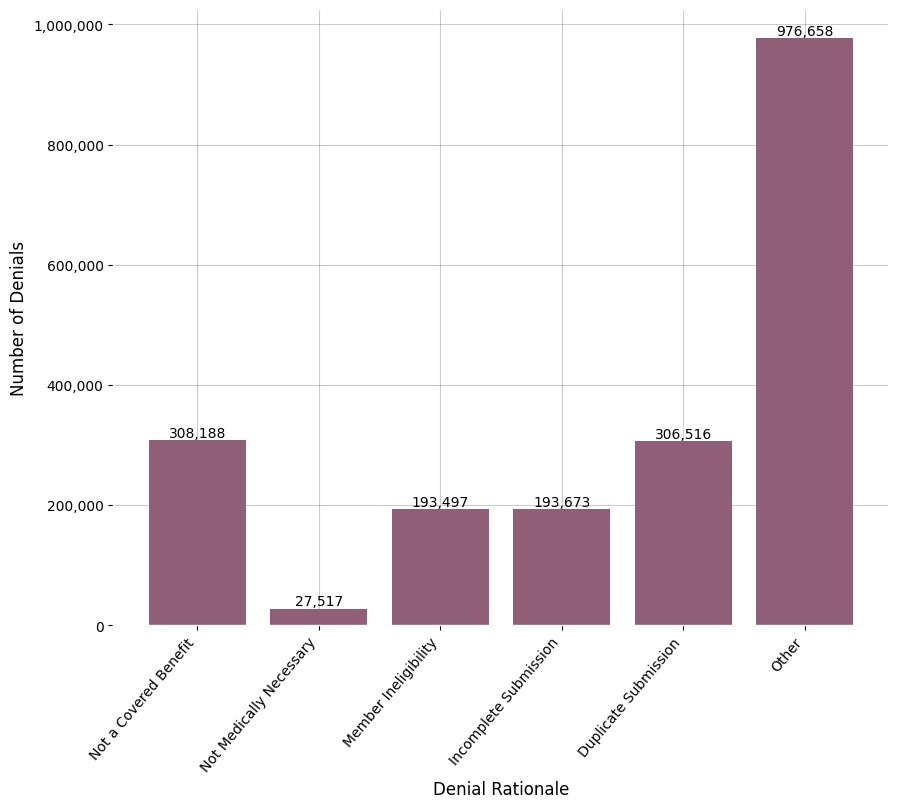 1,000,000
800,000
600,000
400,000
200,000
0
Number of Denials
308,188
27,517
193,497
193,673
306,516
976,658
Not a Covered Benefit
Not Medically Necessary
Member Ineligibility
Incomplete Submission
Duplicate Submission
Other
Denial Rationale